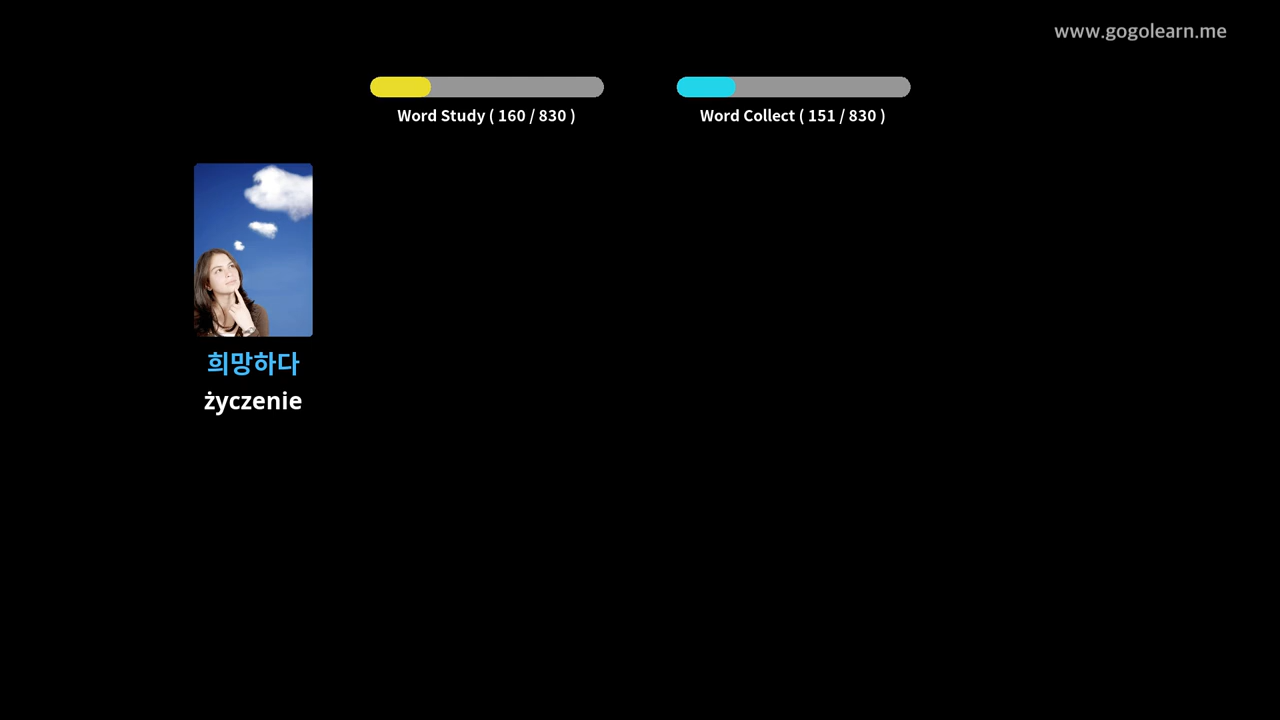 www.gogolearn.me
Word Study ( 160 / 830 )
Word Collect ( 151 / 830 )
희망하다
życzenie